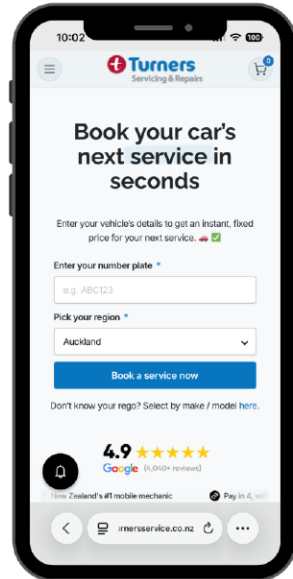 10:02
100
Turners
Servicing & Repairs
0
Book your car's
next service in
seconds
Enter your vehicle's details to get an instant, fixed
price for your next service. 🚗 ✅
Enter your number plate *
e.g. ABC123
Pick your region *
Auckland
Book a service now
Don't know your rego? Select by make / model here.
4.9 ★★★★★
Google (4,040+ reviews)
New Zealand's #1 mobile mechanic
Pay in 4,
rnersservice.co.nz